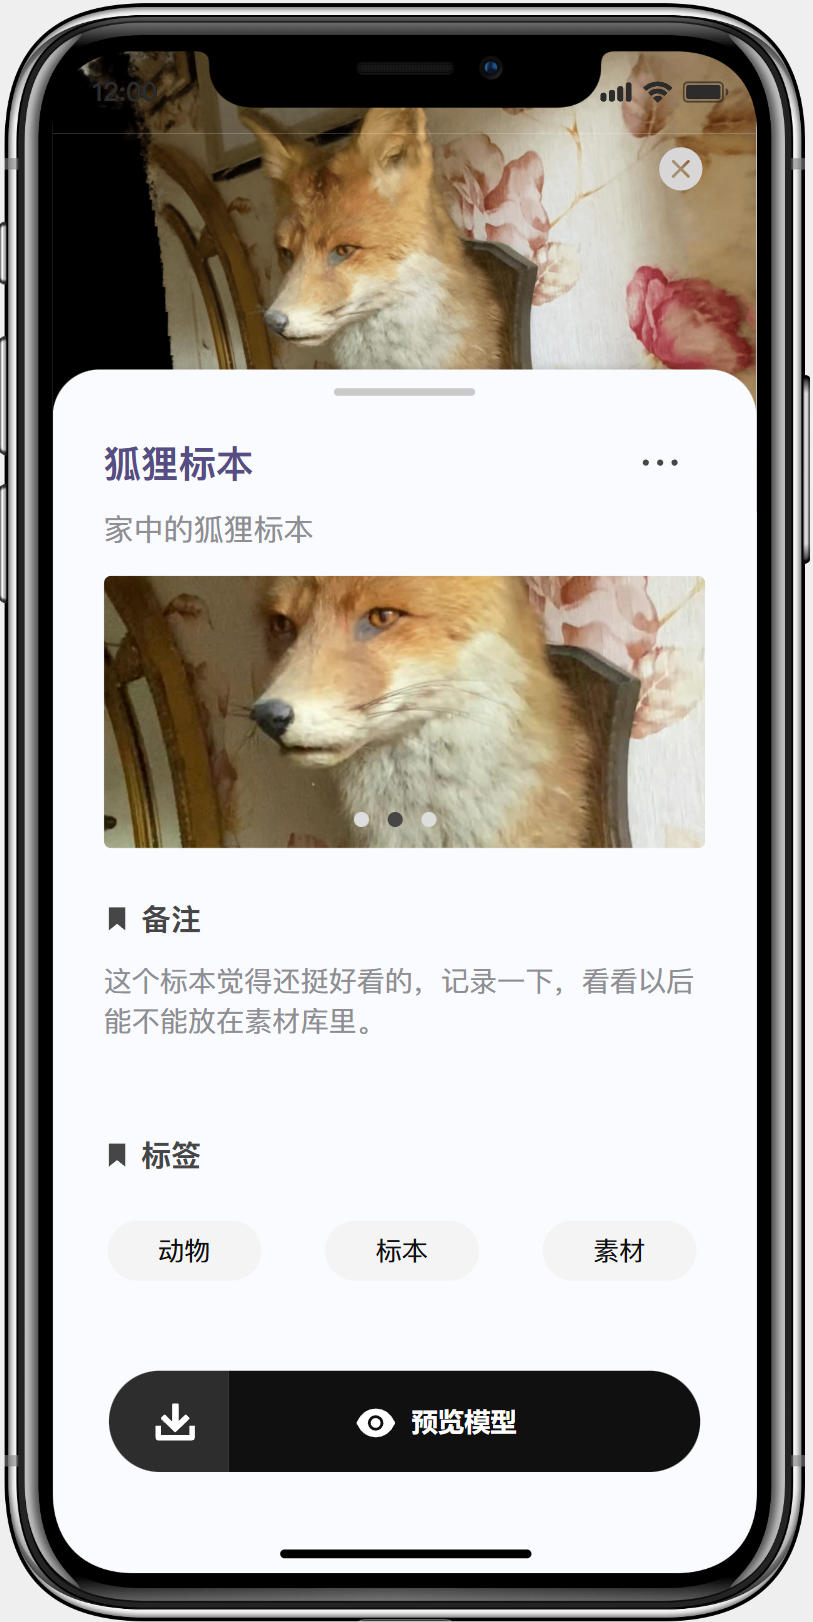 12:00
狐狸标本
家中的狐狸标本
备注
这个标本觉得还挺好看的，记录一下，看看以后
能不能放在素材库里。
标签
动物
标本
素材
预览模型